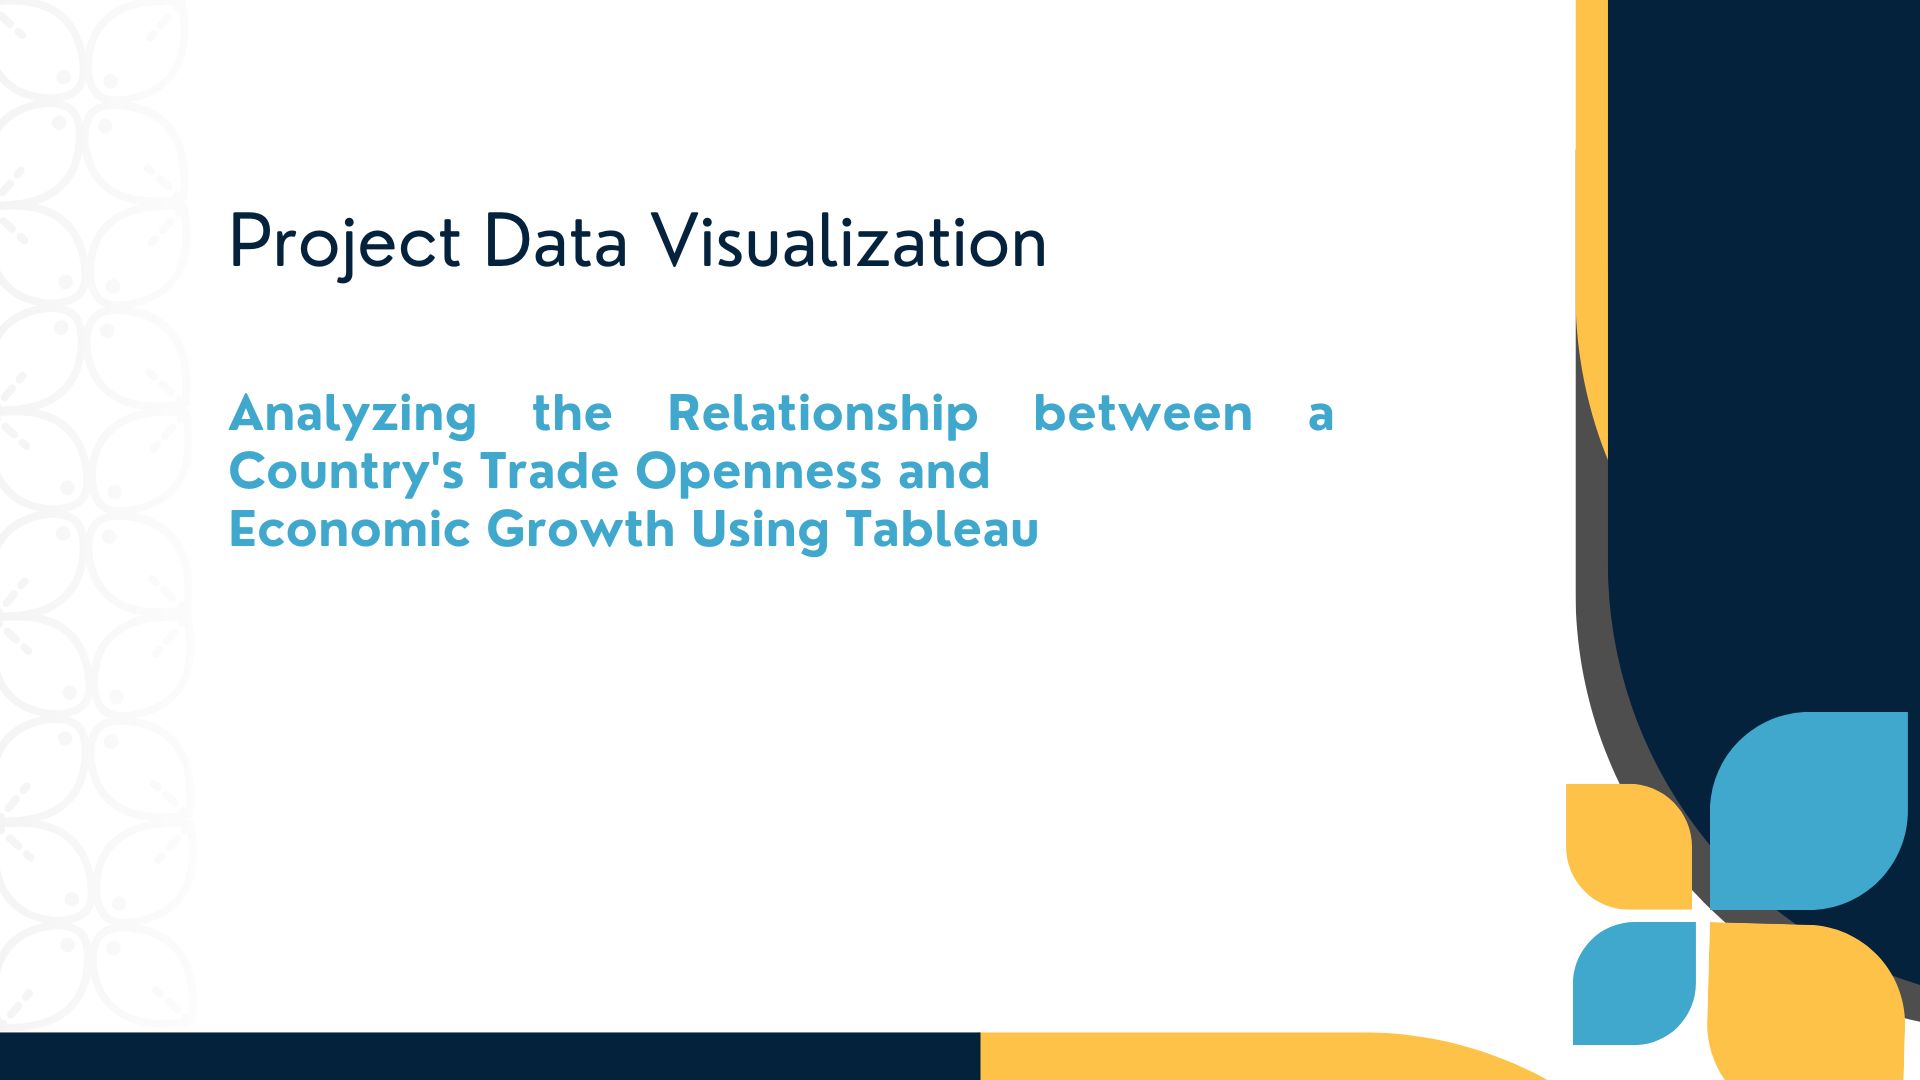 Project Data Visualization
Analyzing the Relationship between a
Country's Trade Openness and
Economic Growth Using Tableau